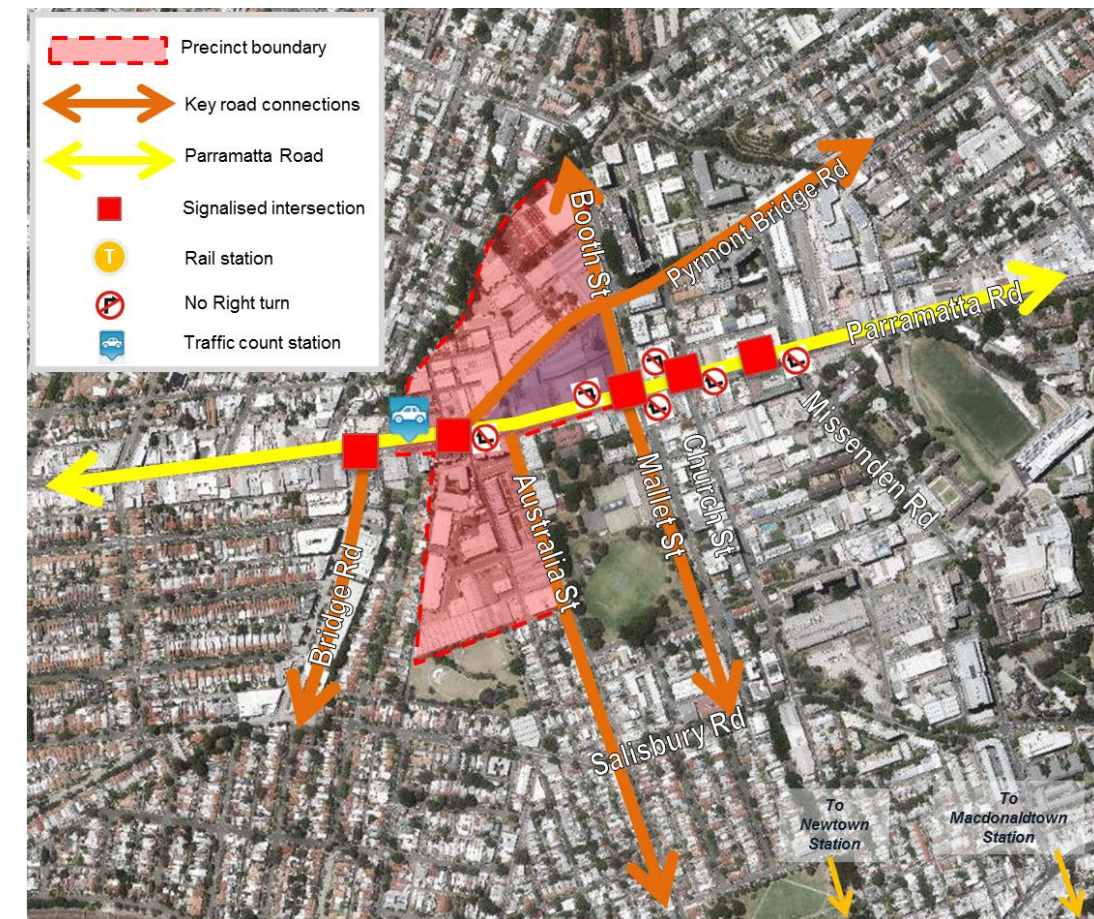 Precinct boundary
Key road connections
Parramatta Road
Signalised intersection
T
Rail station
No Right turn
Traffic count station
Booth St
Pyrmont Bridge Rd
Parramatta Rd
Missenden Rd
Church St
Mallet St
Australia St
Bridge Rd
Salisbury Rd
To
Newtown
Station
To
Macdonaldtown
Station